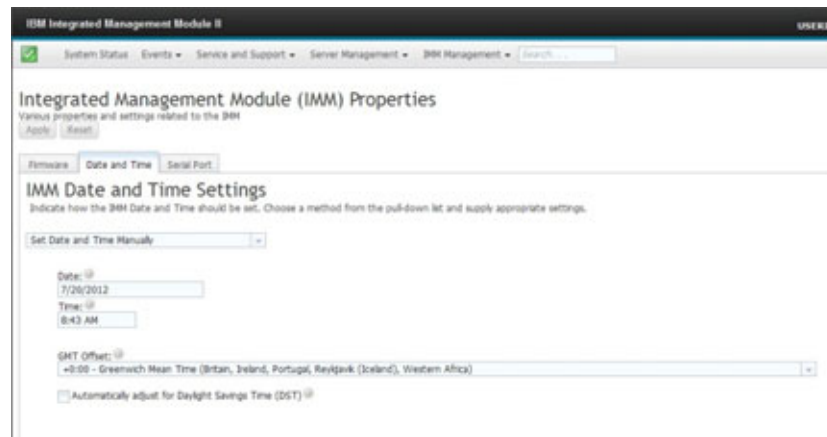 IBM Integrated Management Module II
USERI
System Status Events Service and Support Server Management IMM Management Search...
Integrated Management Module (IMM) Properties
Various properties and settings related to the IMM
Apply Reset
Firmware Date and Time Serial Port
IMM Date and Time Settings
Indicate how the IMM Date and Time should be set. Choose a method from the pull-down list and supply appropriate settings.
Set Date and Time Manually
Date:
7/20/2012
Time:
8:43 AM
GMT Offset:
+0:00 - Greenwich Mean Time (Britain, Ireland, Portugal, Reykjavik (Iceland), Western Africa)
Automatically adjust for Daylight Savings Time (DST)